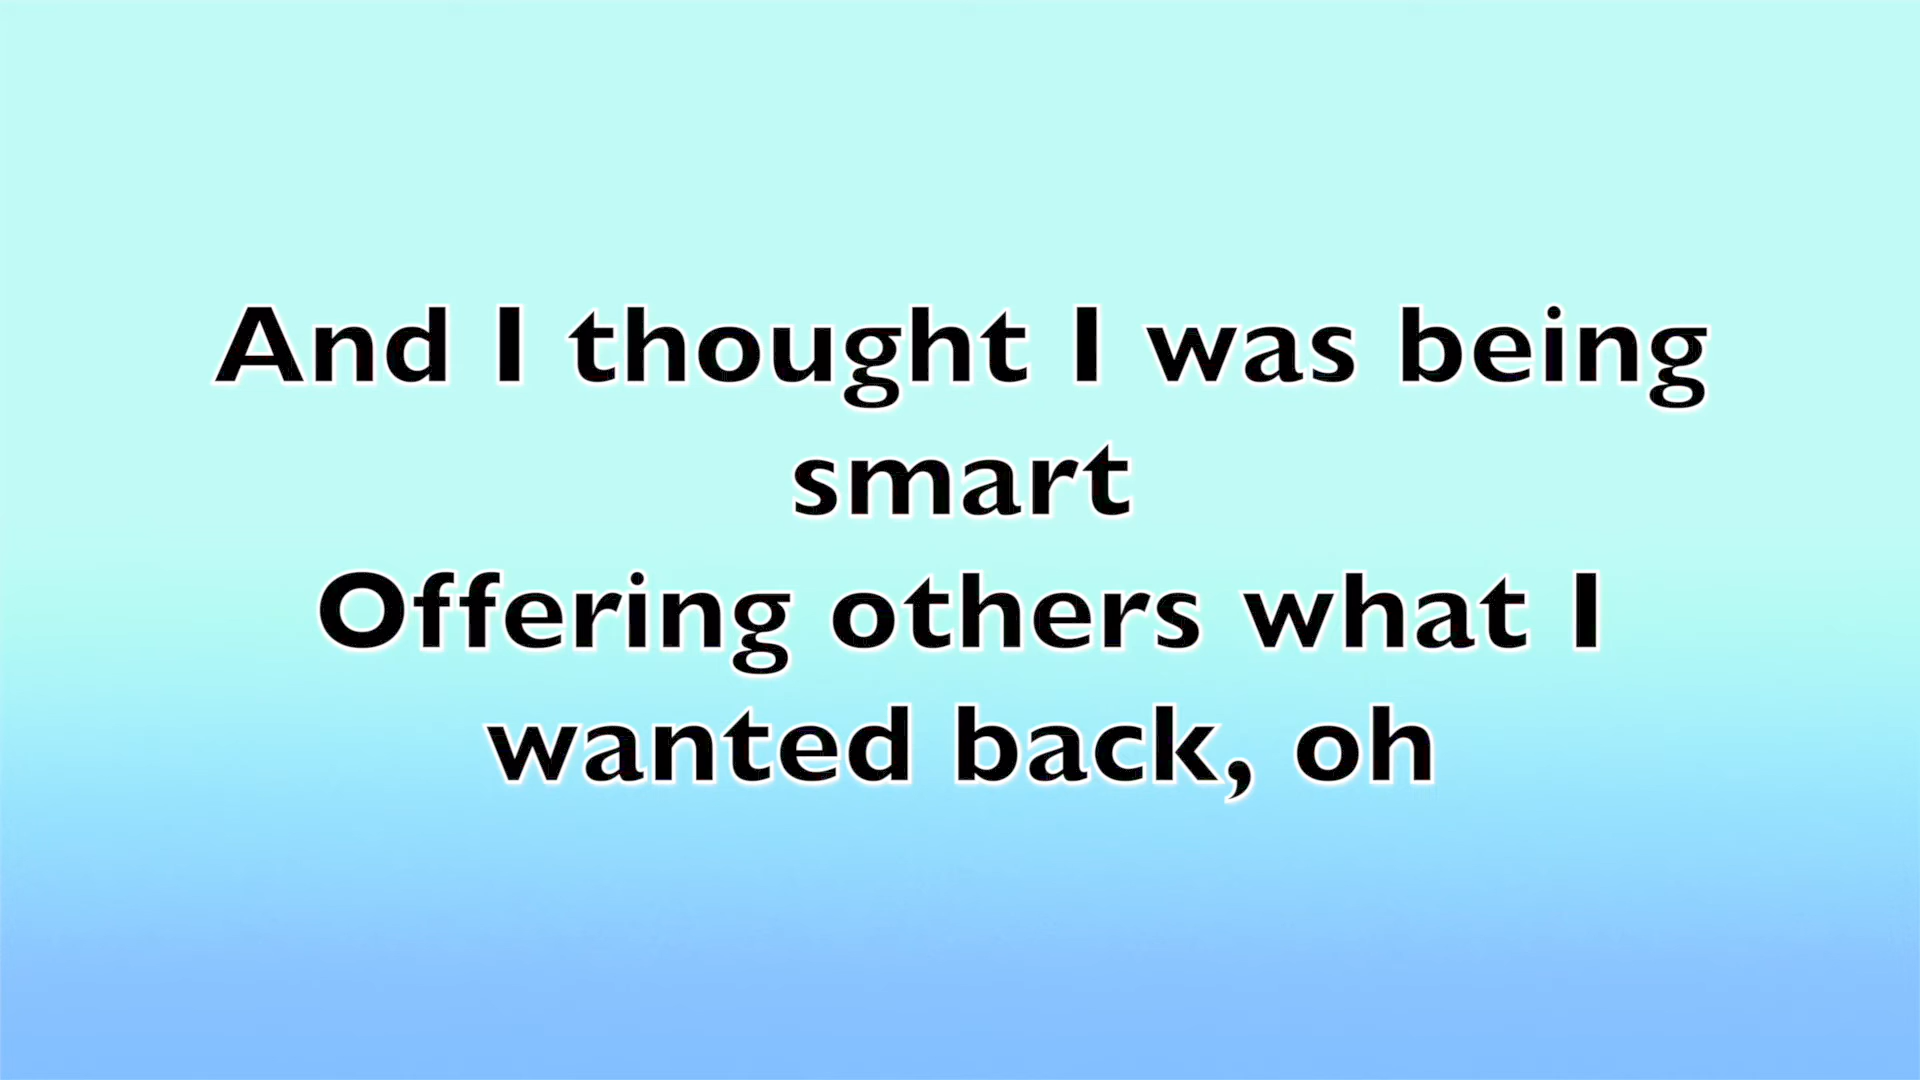 And I thought I was being
smart
Offering others what I
wanted back, oh